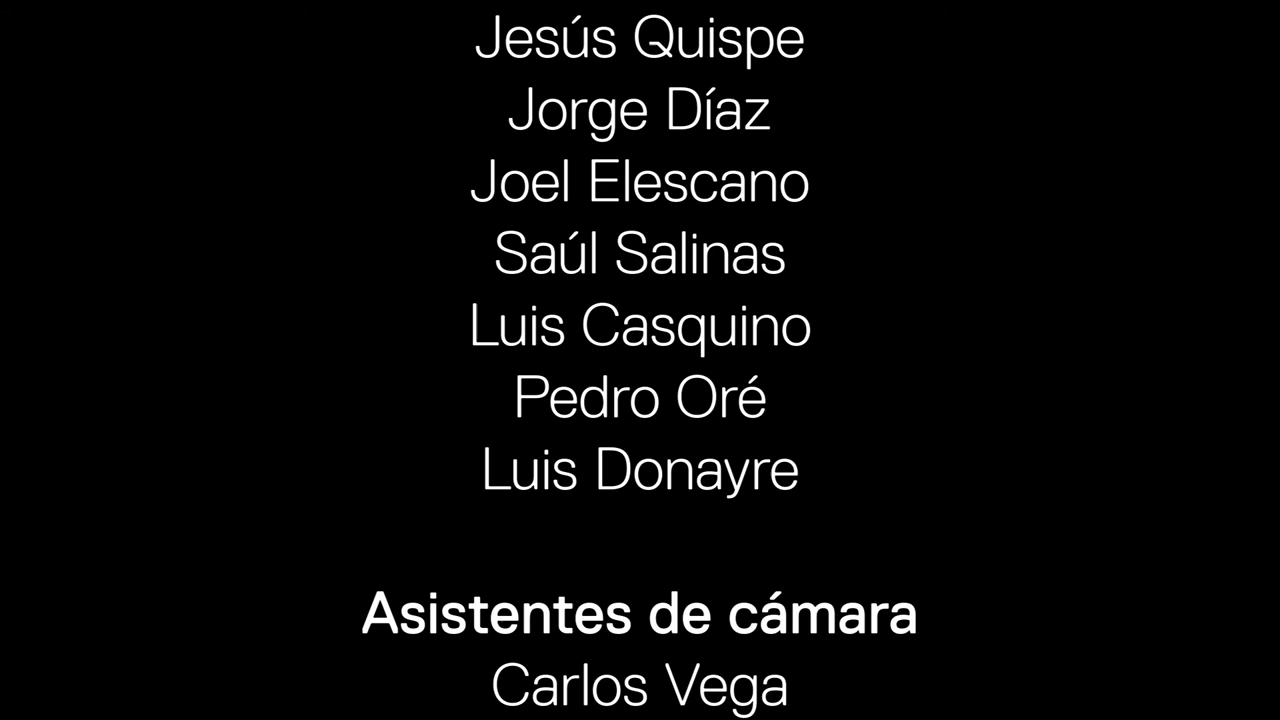 Jesús Quispe
Jorge Díaz
Joel Elescano
Saúl Salinas
Luis Casquino
Pedro Oré
Luis Donayre
Asistentes de cámara
Carlos Vega